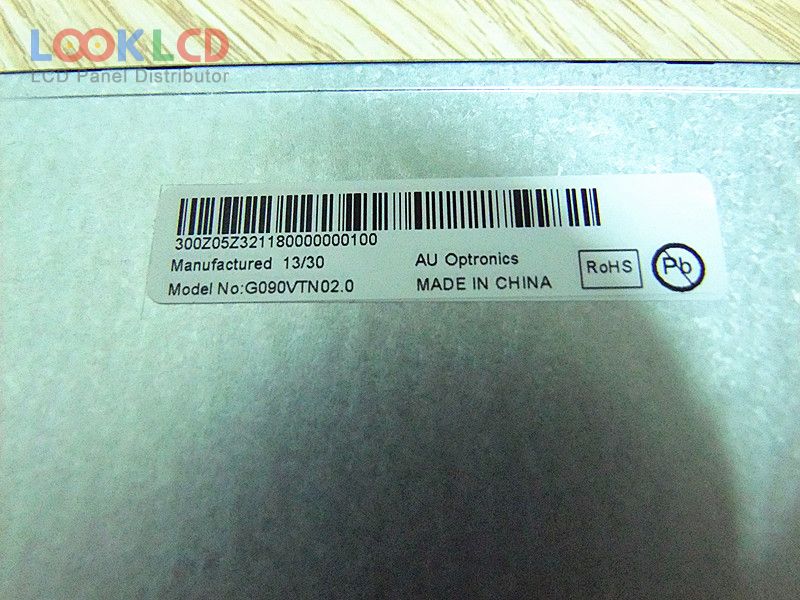 LOOKLCD
LCD Panel Distributor
300Z05Z321180000000100
Manufactured 13/30
AU Optronics
Model No:G090VTN02.0
MADE IN CHINA
RoHS
Pb